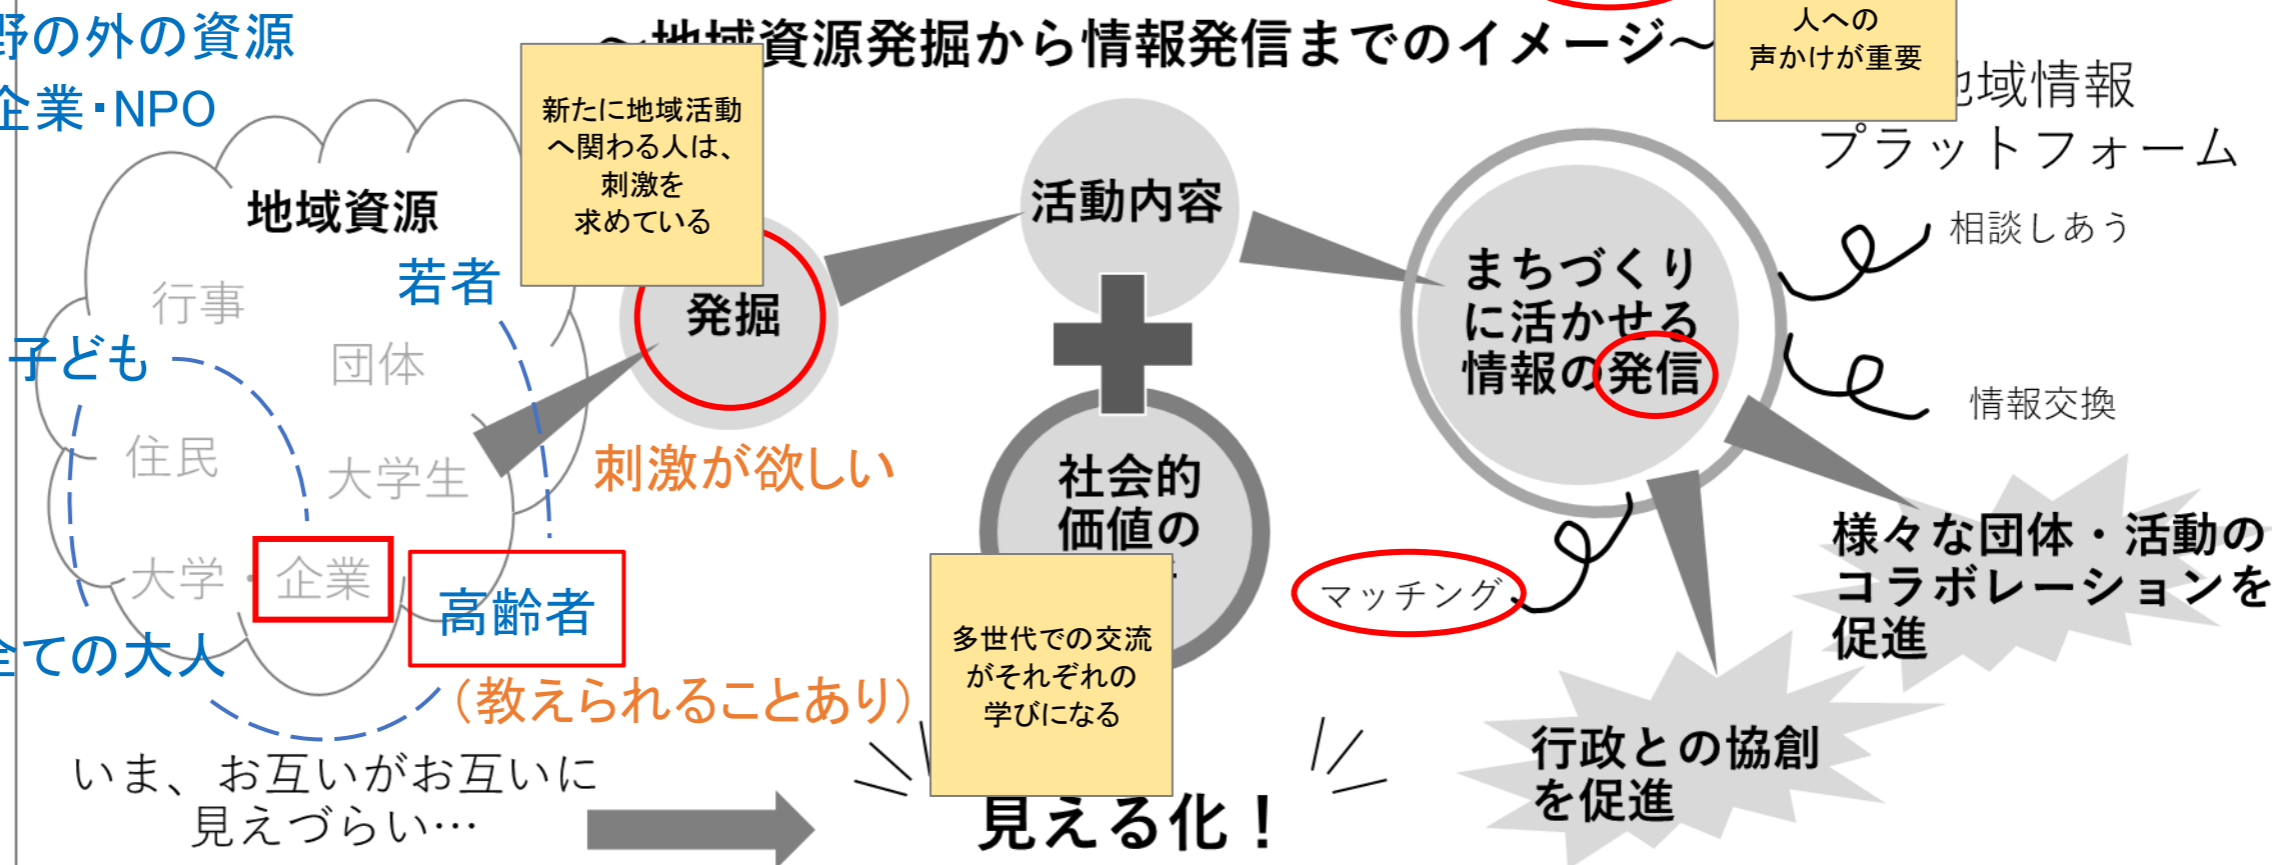 野の外の資源
企業・NPO
～地域資源発掘から情報発信までのイメージ～
人への
声かけが重要
地域情報
プラットフォーム
新たに地域活動
へ関わる人は、
刺激を
求めている
地域資源
行事
若者
子ども
団体
住民
大学生
大学・企業
高齢者
全ての大人
(教えられることあり)
発掘
刺激が欲しい
活動内容
社会的
価値の
多世代での交流
がそれぞれの
学びになる
まちづくり
に活かせる
情報の発信
相談しあう
情報交換
マッチング
様々な団体・活動の
コラボレーションを
促進
行政との協創
を促進
いま、お互いがお互いに
見えづらい…
見える化！